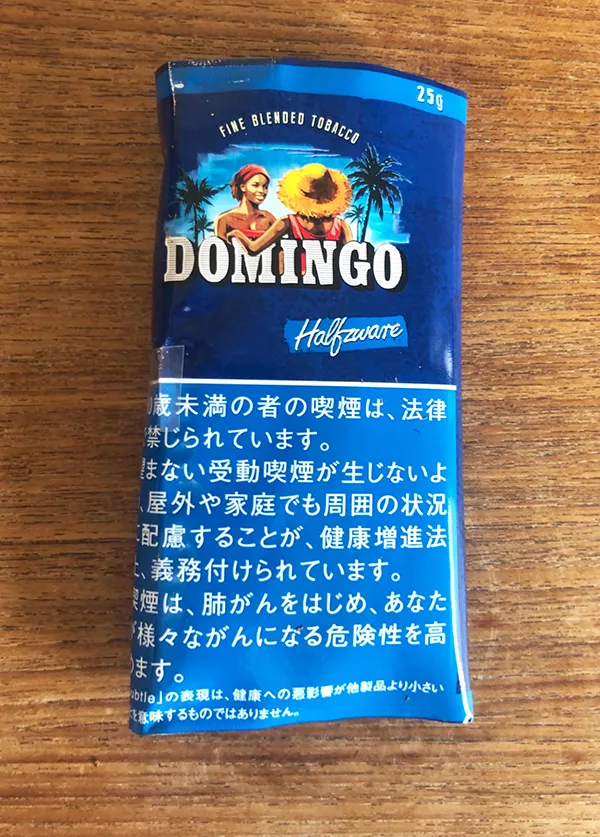 25g
FINE BLENDED TOBACCO
DOMINGO
Halfzware
歳未満の者の喫煙は、法律
禁じられています。
まない受動喫煙が生じないよ
、屋外や家庭でも周囲の状況
に配慮することが、健康増進法
上、義務付けられています。
喫煙は、肺がんをはじめ、あなた
が様々ながんになる危険性を高
ます。
ubtle」の表現は、健康への悪影響が他製品より小さい
を意味するものではありません。